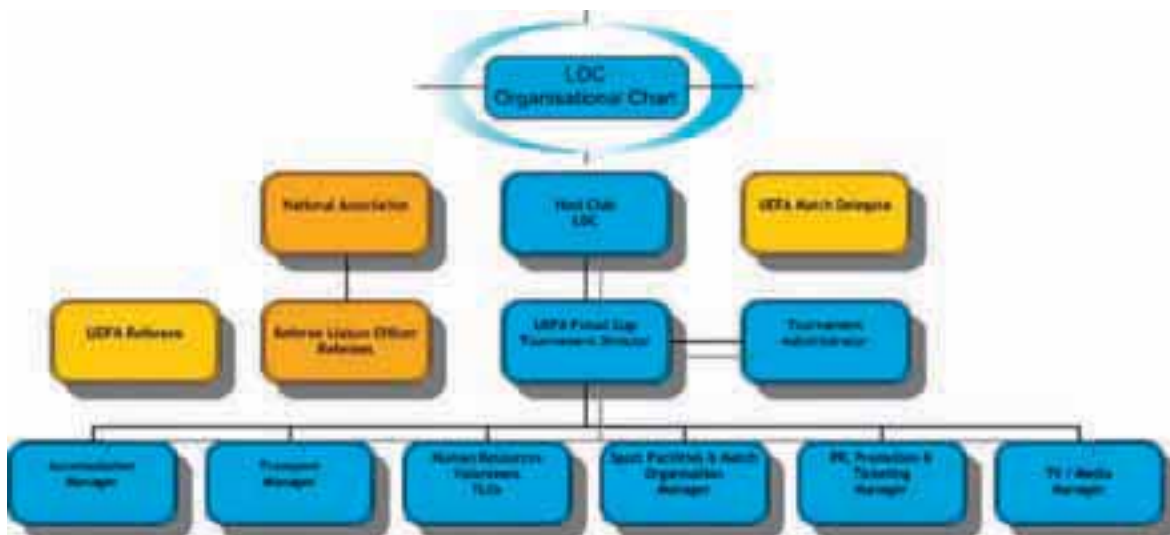 LOC
Organisational Chart
National Association
Host Club
LOC
UEFA Match Delegate
UEFA Referees
Referee Liaison Officer
Referees
UEFA Futsal Cup
Tournament Director
Tournament
Administrator
Accommodation
Manager
Transport
Manager
Human Resources
Volunteers
TLOs
Sport Facilities & Match
Organisation
Manager
PR, Promotion &
Ticketing
Manager
TV / Media
Manager